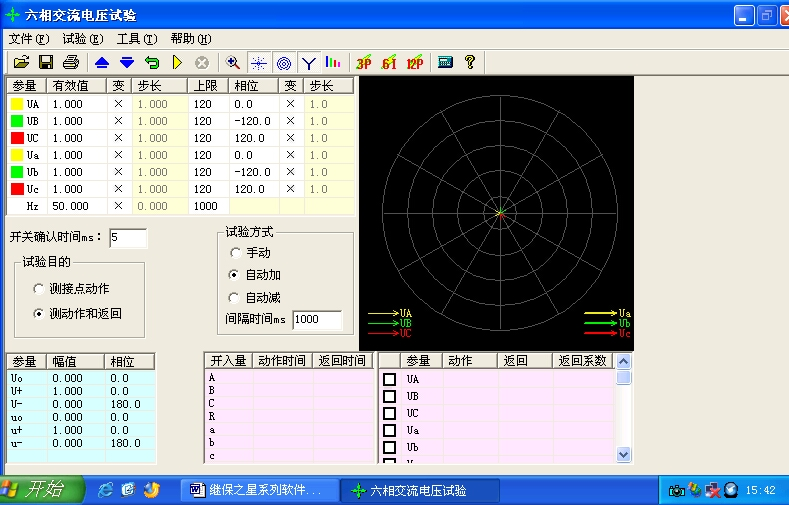 六相交流电压试验
文件(F) 试验(E) 工具(T) 帮助(H)
3P 6I 12P ?
参量 有效值 变 步长 上限 相位 变 步长
UA 1.000 × 1.000 120 0.0 × 1.0
UB 1.000 × 1.000 120 -120.0 × 1.0
UC 1.000 × 1.000 120 120.0 × 1.0
Ua 1.000 × 1.000 120 0.0 × 1.0
Ub 1.000 × 1.000 120 -120.0 × 1.0
Uc 1.000 × 1.000 120 120.0 × 1.0
Hz 50.000 × 0.000 1000
开关确认时间ms: 5
试验目的
测接点动作
测动作和返回
试验方式
手动
自动加
自动减
间隔时间ms 1000
UA
UB
UC
Ua
Ub
Uc
参量 幅值 相位
Uo 0.000 0.0
U+ 1.000 0.0
U- 0.000 180.0
uo 0.000 0.0
u+ 1.000 0.0
u- 0.000 180.0
开入量 动作时间 返回时间
A
B
C
R
a
b
c
参量 动作 返回 返回系数
UA
UB
UC
Ua
Ub
开始
继保之星系列软件...
六相交流电压试验
15:42